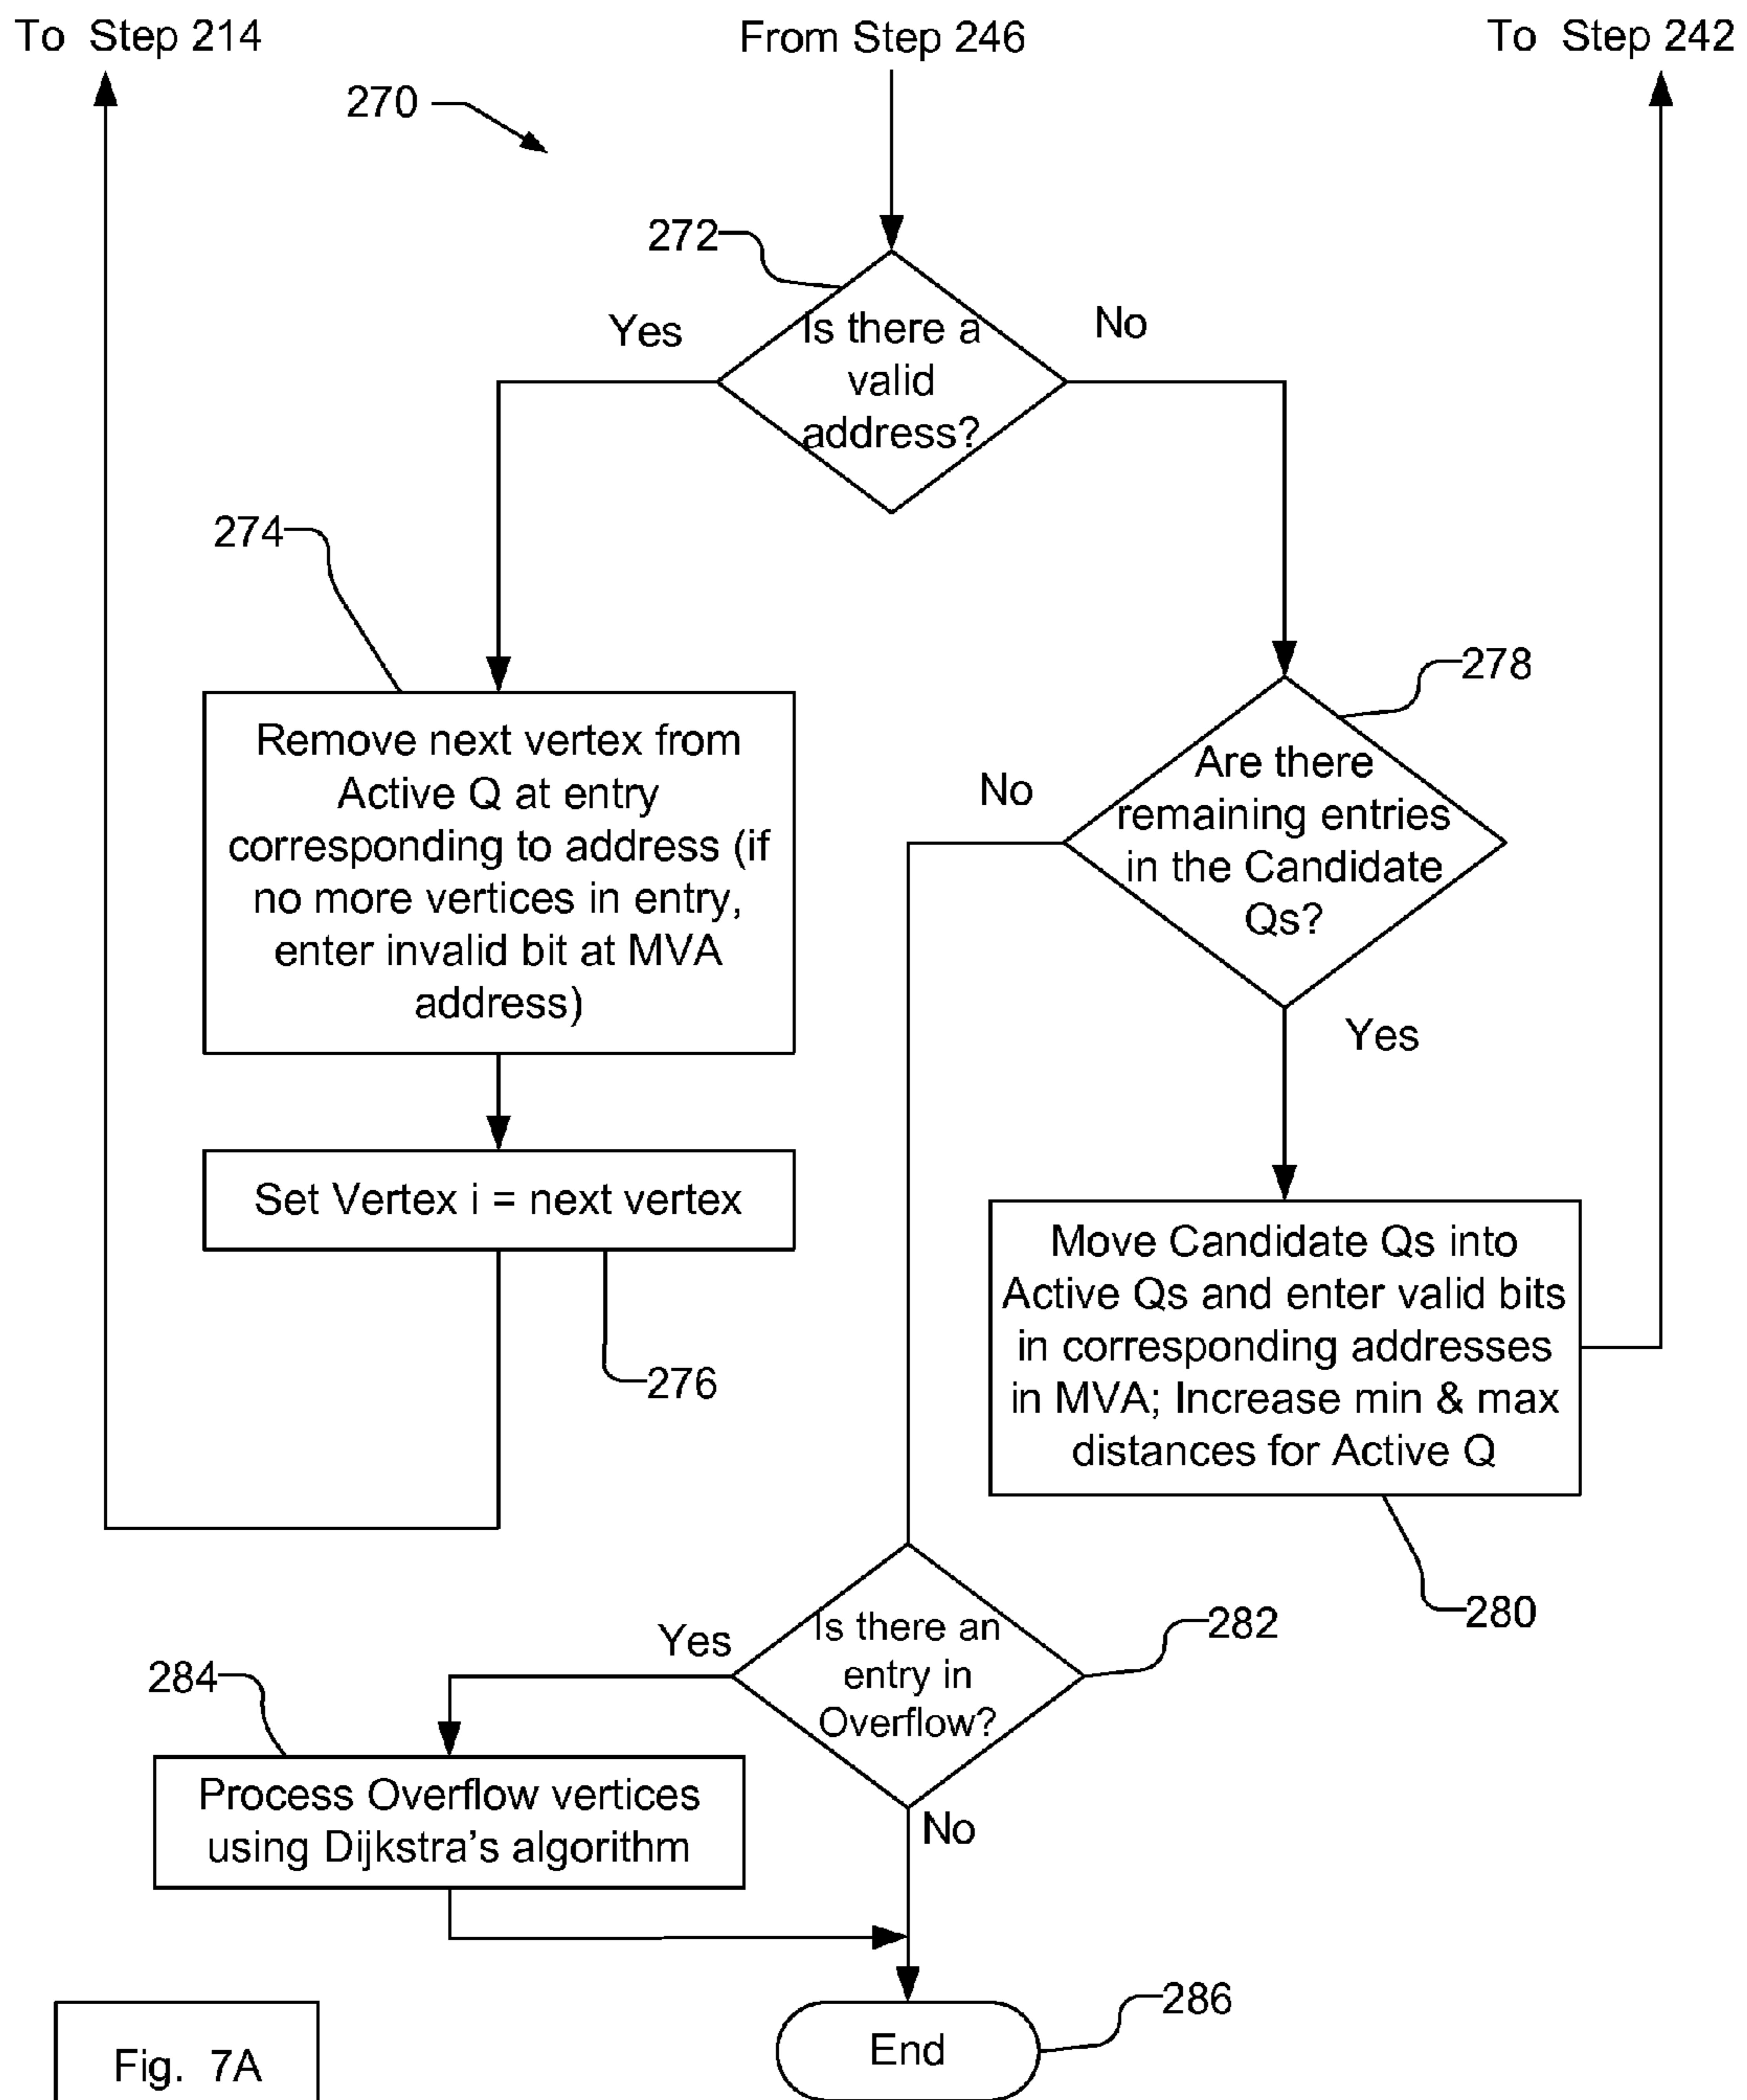 To Step 214
From Step 246
To Step 242
270
272
Yes
No
Is there a
valid
address?
274
278
Remove next vertex from
Active Q at entry
corresponding to address (if
no more vertices in entry,
enter invalid bit at MVA
address)
No
Are there
remaining entries
in the Candidate
Qs?
Yes
Set Vertex i = next vertex
276
Move Candidate Qs into
Active Qs and enter valid bits
in corresponding addresses
in MVA; Increase min & max
distances for Active Q
280
Yes
Is there an
entry in
Overflow?
282
284
Process Overflow vertices
using Dijkstra's algorithm
No
286
End
Fig. 7A